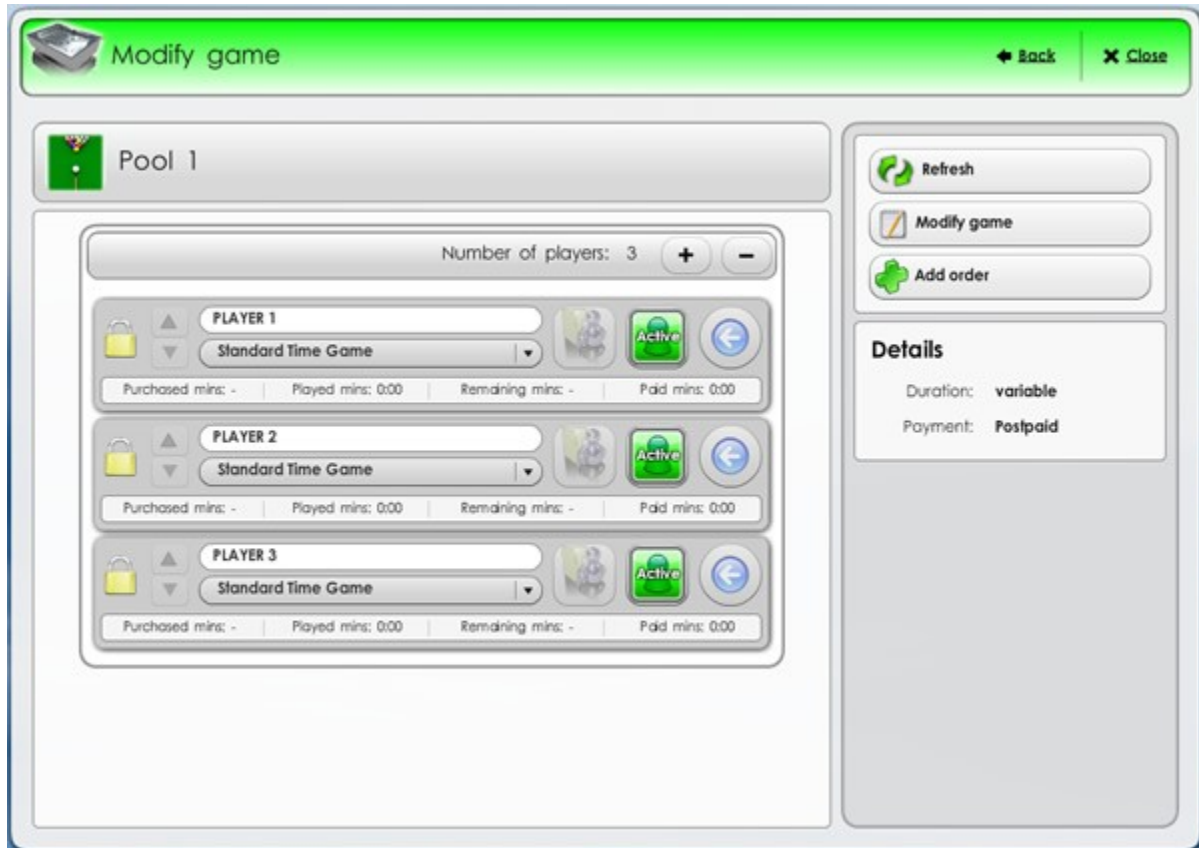 Modify game
Back
Close
Pool 1
Number of players: 3 + -
PLAYER 1
Active
Standard Time Game
Purchased mins: - Played mins: 0:00 Remaining mins: - Paid mins: 0:00
PLAYER 2
Active
Standard Time Game
Purchased mins: - Played mins: 0:00 Remaining mins: - Paid mins: 0:00
PLAYER 3
Active
Standard Time Game
Purchased mins: - Played mins: 0:00 Remaining mins: - Paid mins: 0:00
Refresh
Modify game
Add order
Details
Duration: variable
Payment: Postpaid